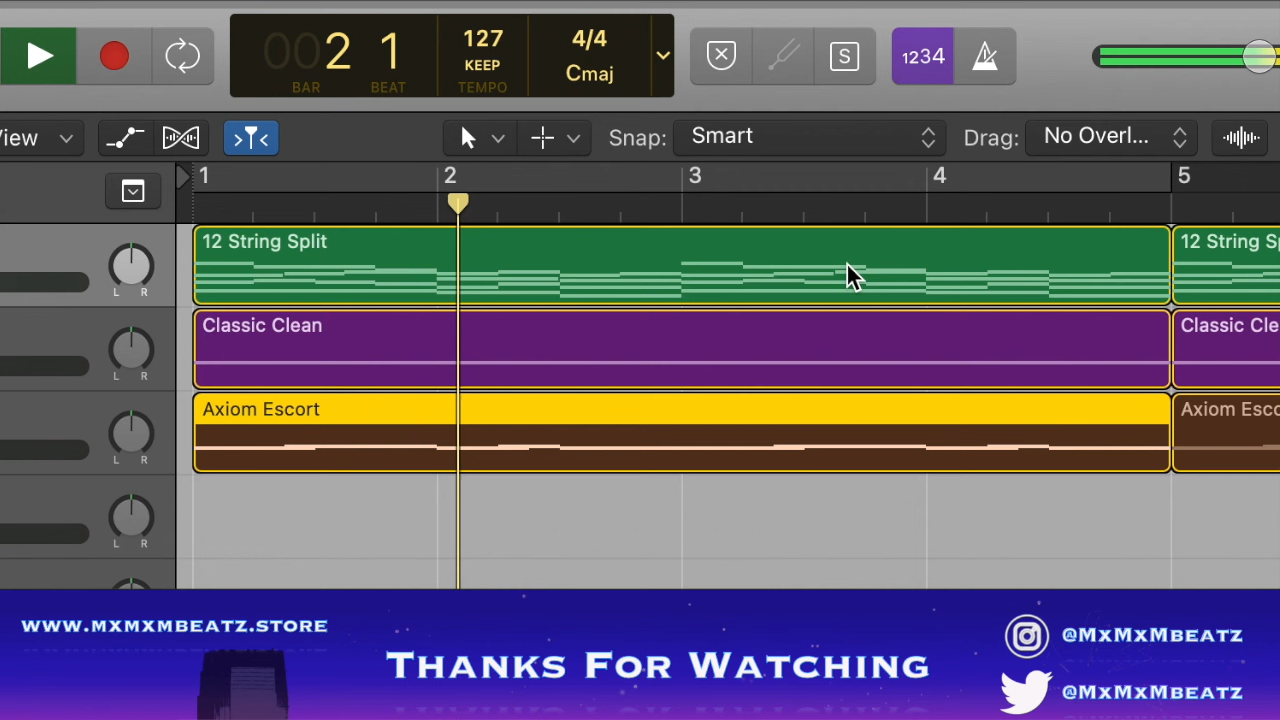 002 1
127
4/4
KEEP
Cmaj
BAR
BEAT
TEMPO
S
1234
View
Snap:
Smart
Drag:
No Overl...
1
2
3
4
5
12 String Split
12 String Sp
L R
Classic Clean
Classic Cle
L R
Axiom Escort
Axiom Esco
L R
L R
www.mxmxmbeatz.store
Thanks For Watching
@MxMxMbeatz
@MxMxMbeatz